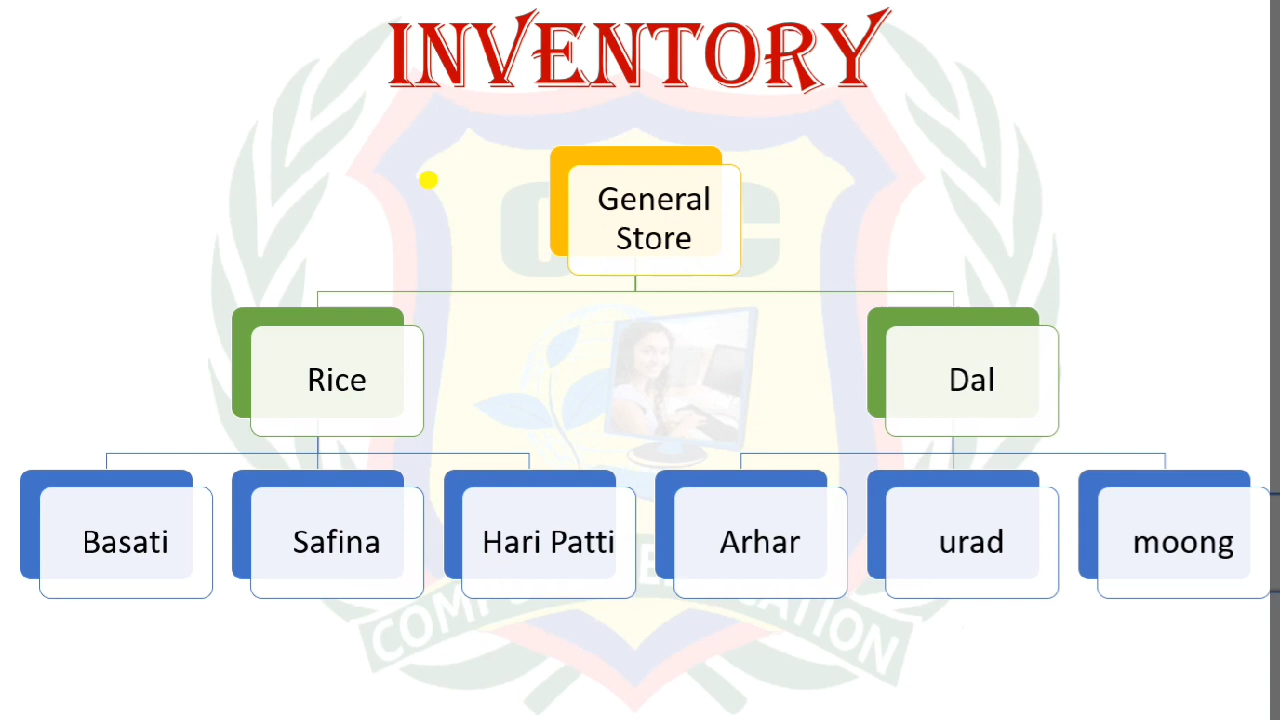 INVENTORY
General
Store
Rice
Dal
Basati
Safina
Hari Patti
Arhar
urad
moong